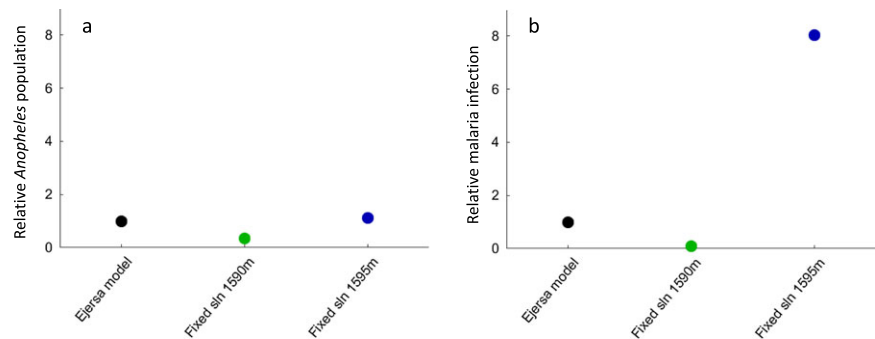 a
Relative Anopheles population
8
6
4
2
0
Ejersa model
Fixed sln 1590m
Fixed sln 1595m
b
Relative malaria infection
8
6
4
2
0
Ejersa model
Fixed sln 1590m
Fixed sln 1595m